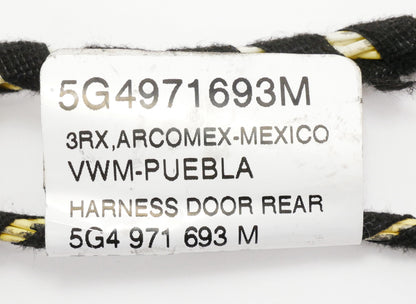 5G4971693M
3RX,ARCOMEX-MEXICO
VWM-PUEBLA
HARNESS DOOR REAR
5G4 971 693 M